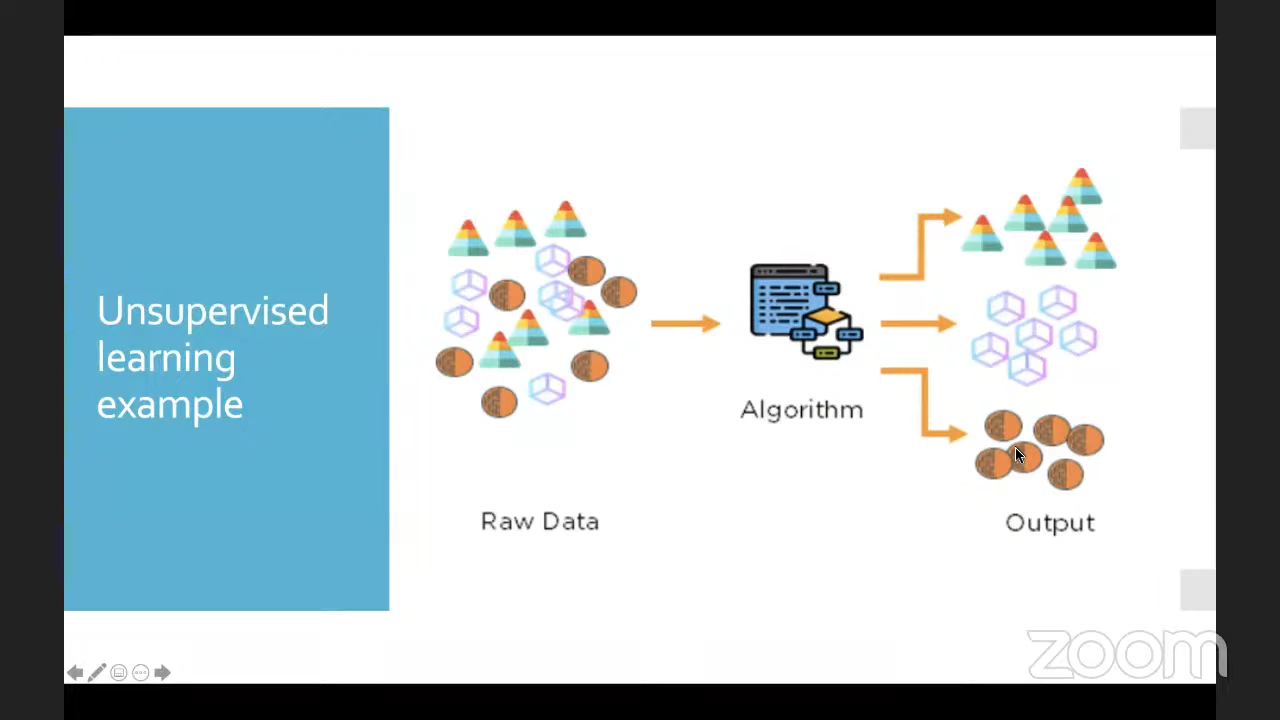 Unsupervised
learning
example
Raw Data
Algorithm
Output
zoom